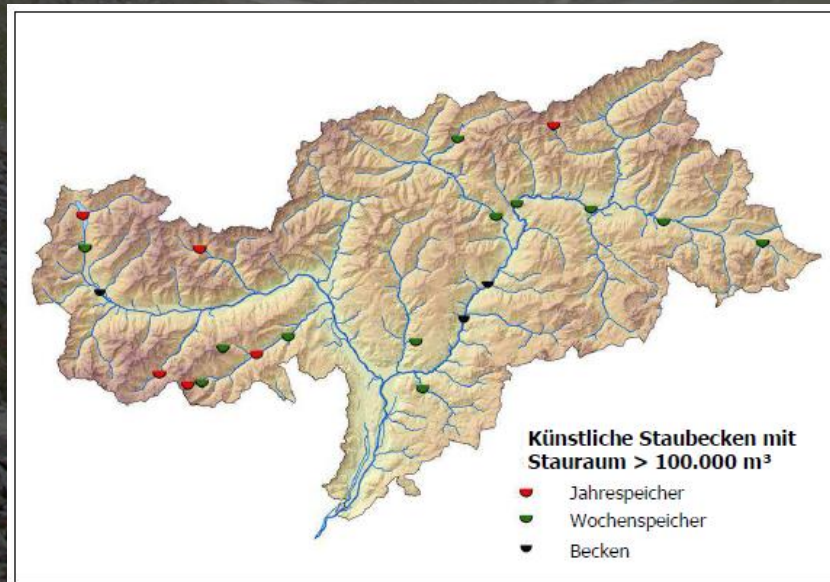 Künstliche Staubecken mit
Stauraum > 100.000 m³
Jahrespeicher
Wochenspeicher
Becken